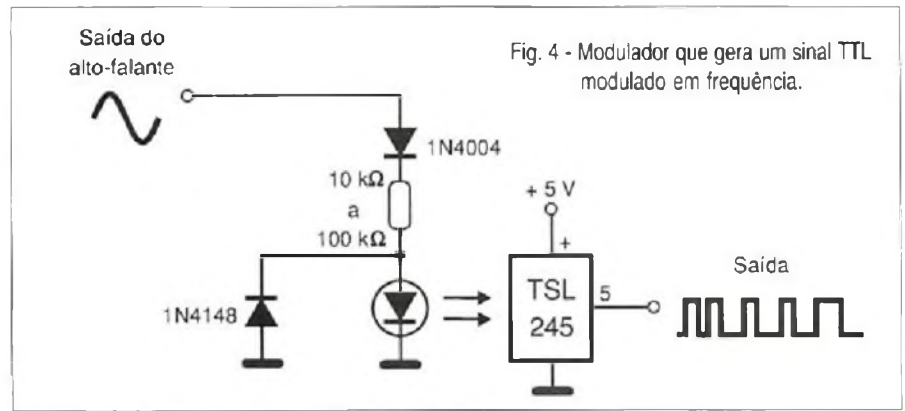 Saída do
alto-falante
Fig. 4 - Modulador que gera um sinal TTL
modulado em frequência.
1N4004
10 kΩ
a
100 kΩ
+ 5 V
+
1N4148
TSL
245
5
Saída